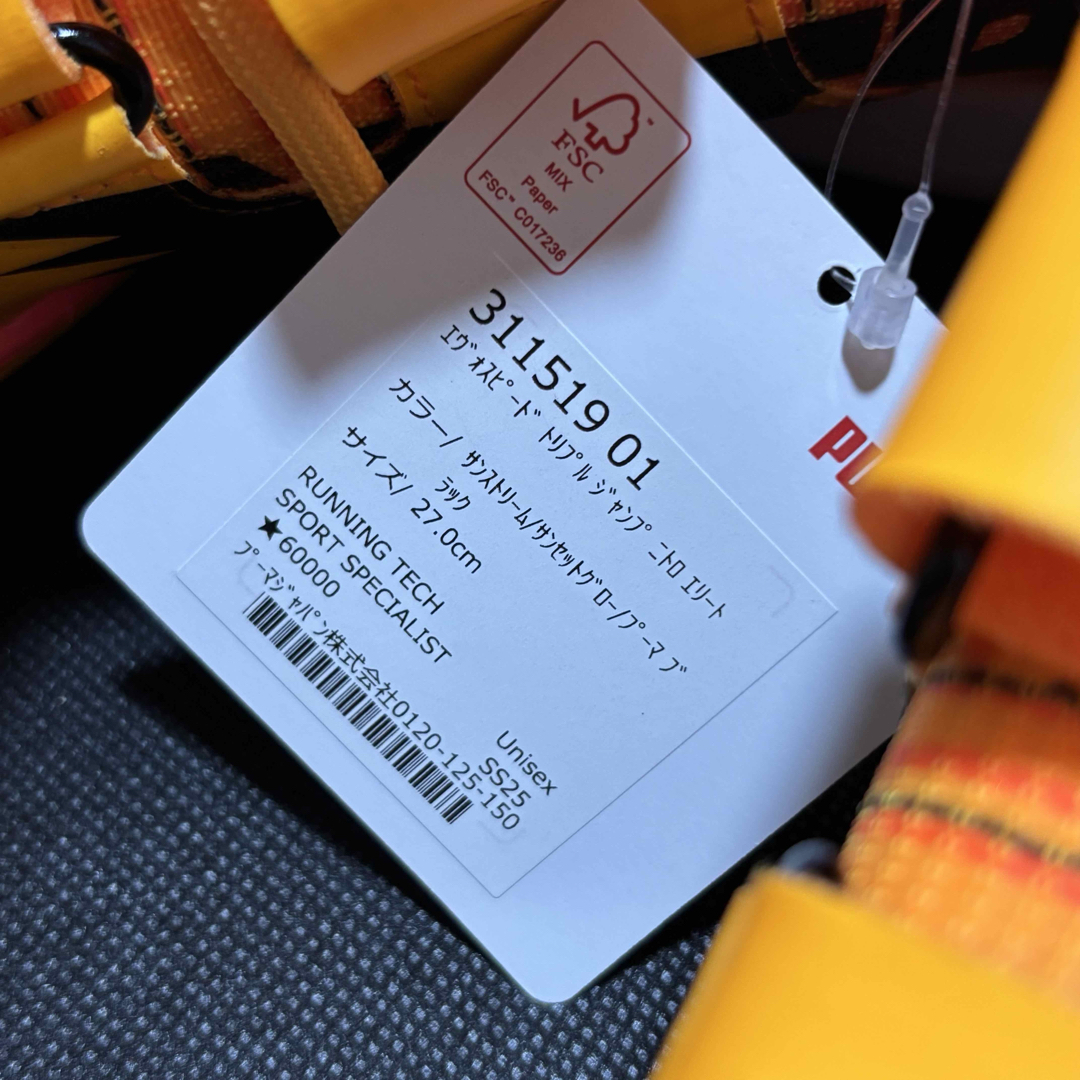 FSC™
MIX
Paper
FSC™ C017236
311519 01
ｴｳﾞｫｽﾋﾟｰﾄﾞ ﾄﾘﾌﾟﾙ ｼﾞｬﾝﾌﾟ ﾆﾄﾛ ｴﾘｰﾄ
カラー/ ｻﾝｽﾄﾘｰﾑ/ｻﾝｾｯﾄｸﾞﾛｰ/ﾌﾟｰﾏ ﾌﾞ
ﾗｯｸ
サイズ/ 27.0cm
RUNNING TECH
SPORT SPECIALIST
★60000
Unisex
SS25
ﾌﾟｰﾏｼﾞｬﾊﾟﾝ株式会社0120-125-150